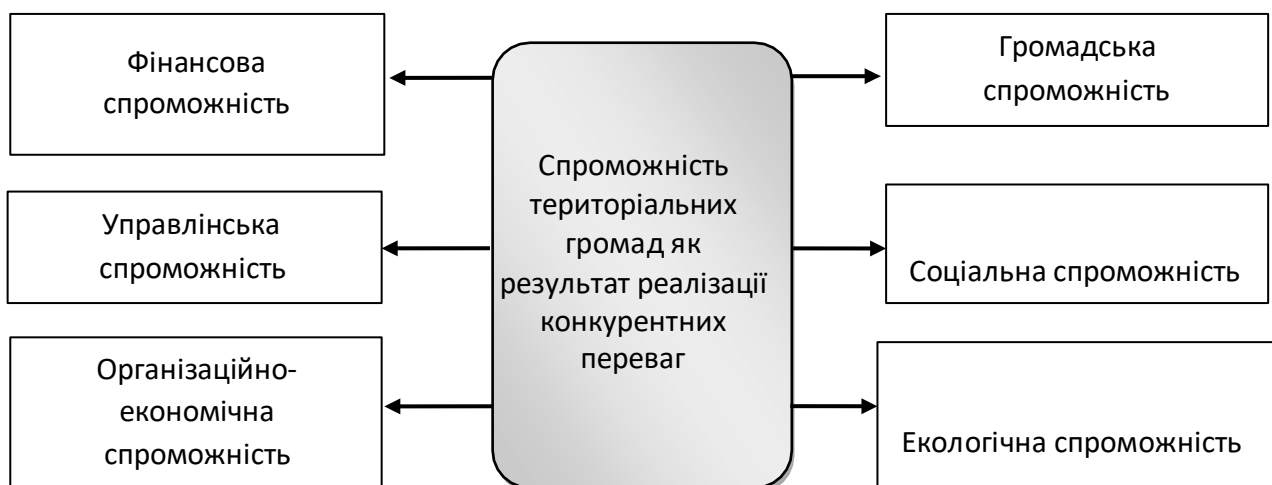 Фінансова
спроможність
Управлінська
спроможність
Організаційно-
економічна
спроможність
Спроможність
територіальних
громад як
результат реалізації
конкурентних
переваг
Громадська
спроможність
Соціальна спроможність
Екологічна спроможність